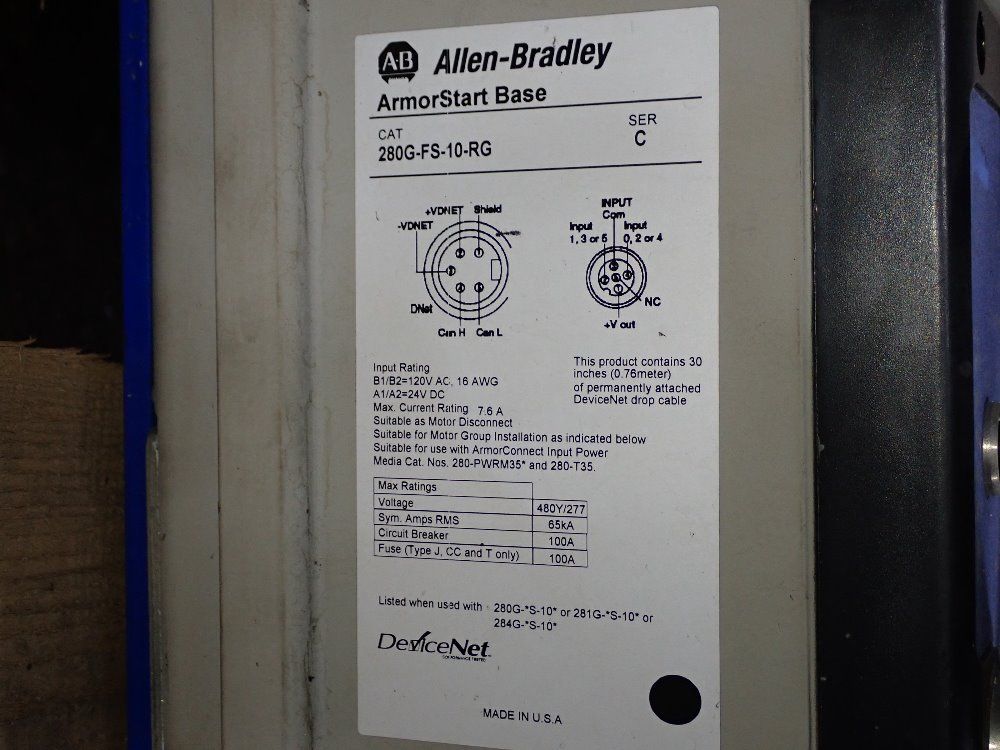 AB Allen-Bradley
ArmorStart Base
CAT
280G-FS-10-RG
SER
C
+VDNET Shield
-VDNET
DNet
Can H Can L
INPUT
Com
Input Input
1, 3 or 5 0, 2 or 4
NC
+V out
Input Rating
B1/B2=120V AC, 16 AWG
A1/A2=24V DC
Max. Current Rating 7.6 A
Suitable as Motor Disconnect
Suitable for Motor Group Installation as indicated below
Suitable for use with ArmorConnect Input Power
Media Cat. Nos. 280-PWRM35* and 280-T35.
This product contains 30
inches (0.76meter)
of permanently attached
DeviceNet drop cable
Max Ratings
Voltage 480Y/277
Sym. Amps RMS 65kA
Circuit Breaker 100A
Fuse (Type J, CC and T only) 100A
Listed when used with 280G-*S-10* or 281G-*S-10* or
284G-*S-10*
DeviceNet
MADE IN U.S.A